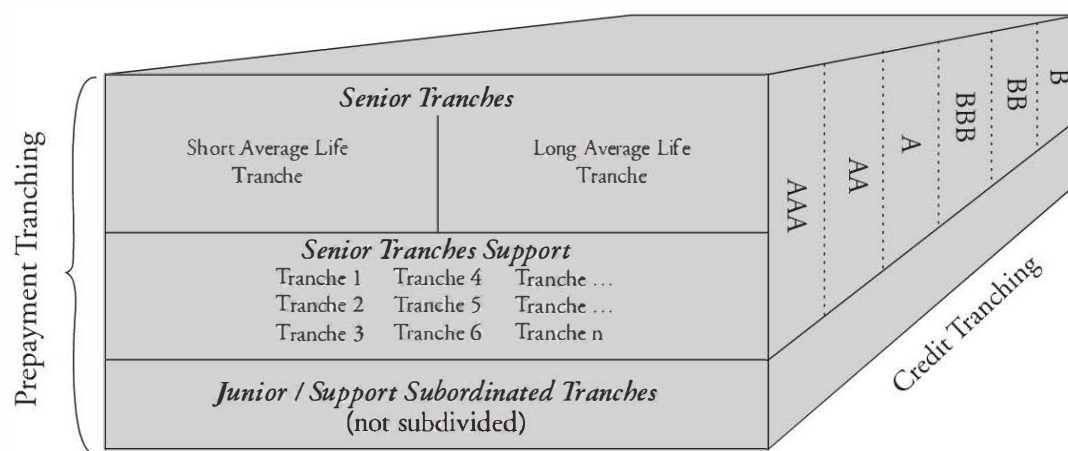 Prepayment Tranching
Senior Tranches
Short Average Life
Tranche
Long Average Life
Tranche
Senior Tranches Support
Tranche 1 Tranche 4 Tranche ...
Tranche 2 Tranche 5 Tranche ...
Tranche 3 Tranche 6 Tranche n
Junior / Support Subordinated Tranches
(not subdivided)
AAA
AA
A
BBB
BB
B
Credit Tranching